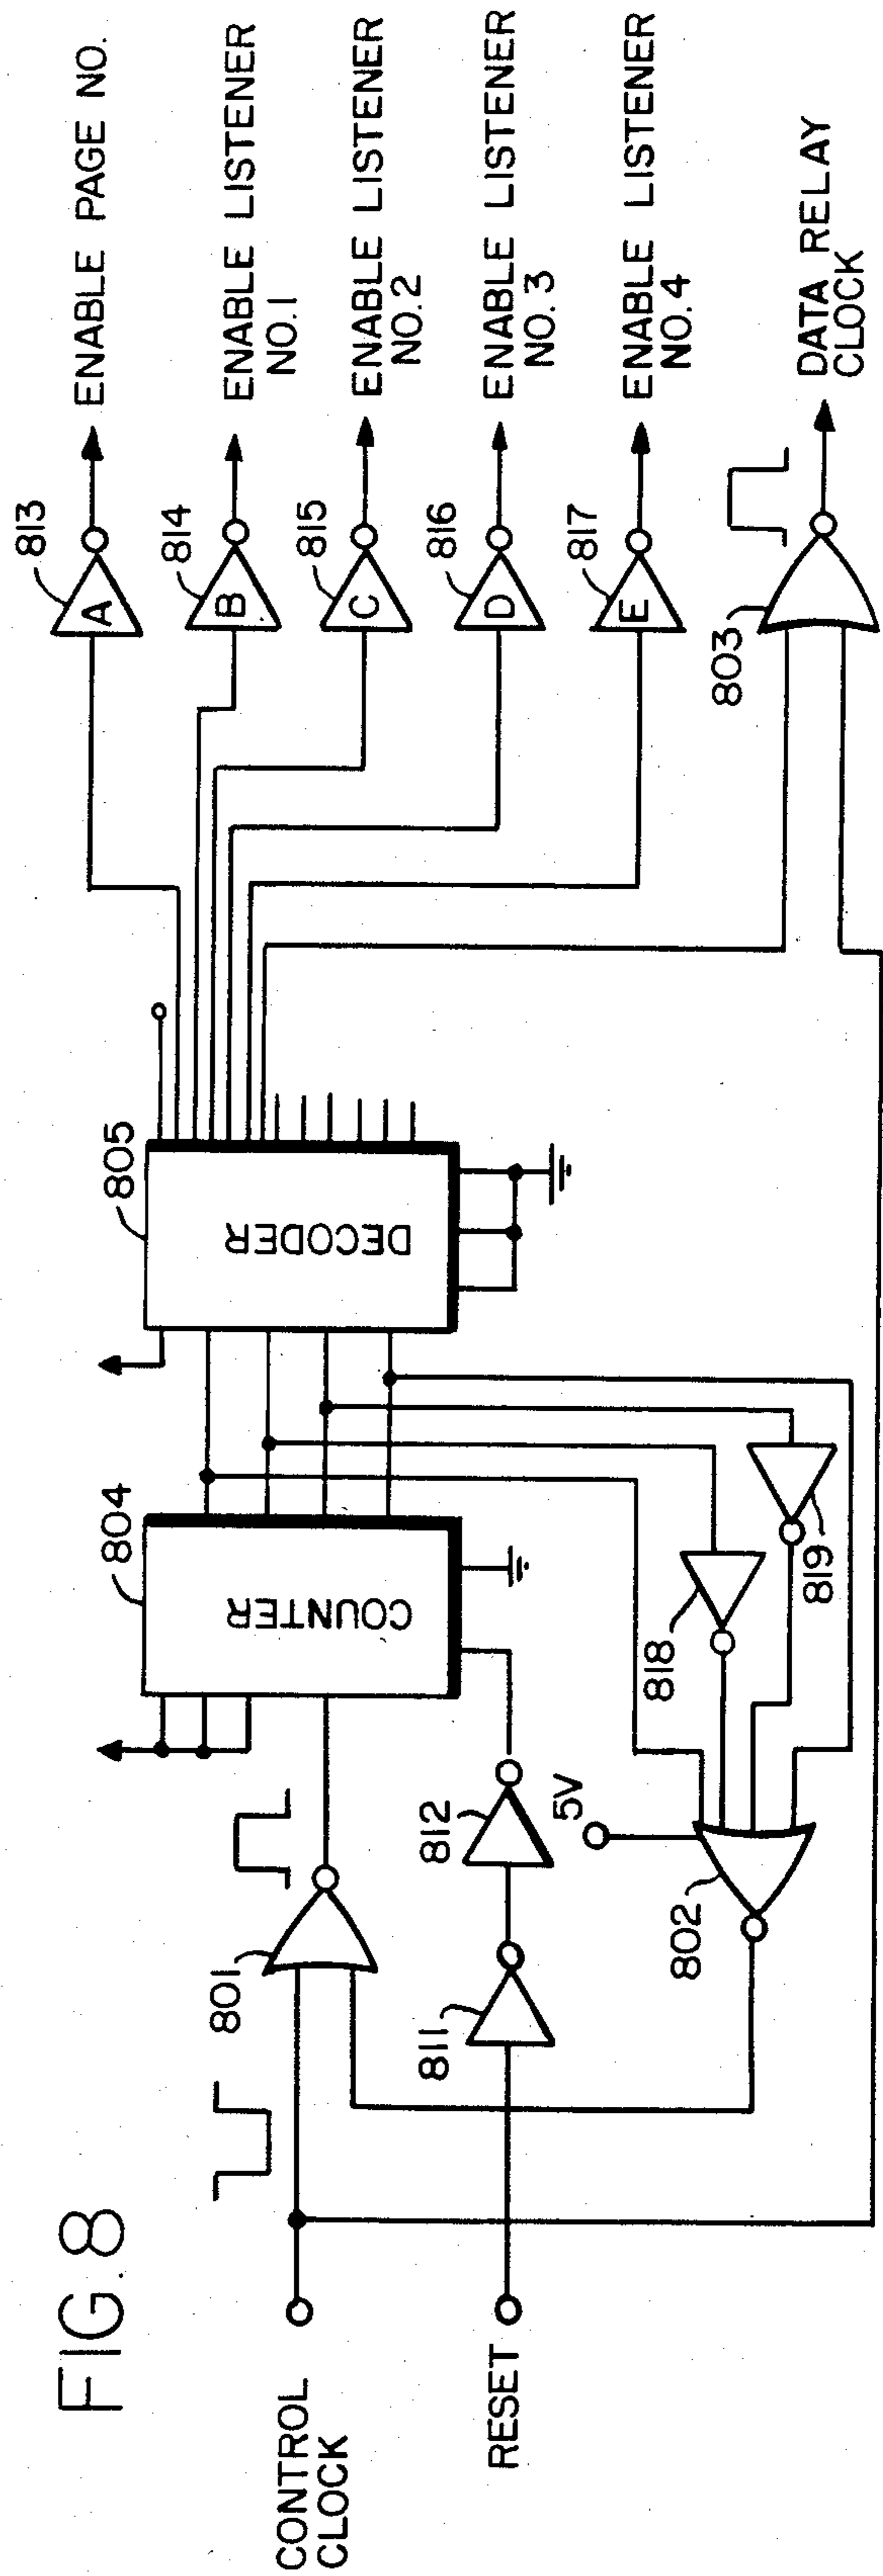 FIG. 8
CONTROL
CLOCK
RESET
801
811
812
802
5V
818
819
804
COUNTER
805
DECODER
813
A
ENABLE PAGE NO.
814
B
ENABLE LISTENER
NO. 1
815
C
ENABLE LISTENER
NO. 2
816
D
ENABLE LISTENER
NO. 3
817
E
ENABLE LISTENER
NO. 4
803
DATA RELAY
CLOCK